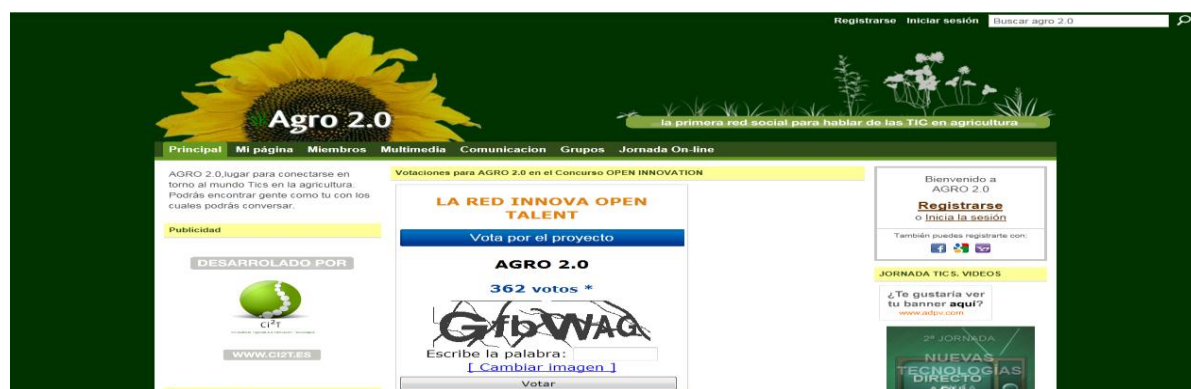 Registrarse Iniciar sesión Buscar agro 2.0
Agro 2.0
la primera red social para hablar de las TIC en agricultura
Principal Mi página Miembros Multimedia Comunicacion Grupos Jornada On-line
AGRO 2.0,lugar para conectarse en
torno al mundo Tics en la agricultura.
Podrás encontrar gente como tu con los
cuales podrás conversar.
Publicidad
DESARROLADO POR
CI²T
WWW.CI2T.ES
Votaciones para AGRO 2.0 en el Concurso OPEN INNOVATION
LA RED INNOVA OPEN
TALENT
Vota por el proyecto
AGRO 2.0
362 votos *
GfbWAG
Escribe la palabra:
[ Cambiar imagen ]
Votar
Bienvenido a
AGRO 2.0
Registrarse
o Inicia la sesión
También puedes registrarte con:
JORNADA TICS. VIDEOS
¿Te gustaría ver
tu banner aquí?
www.adpv.com
2ª JORNADA
NUEVAS
TECNOLOGÍAS
DIRECTO